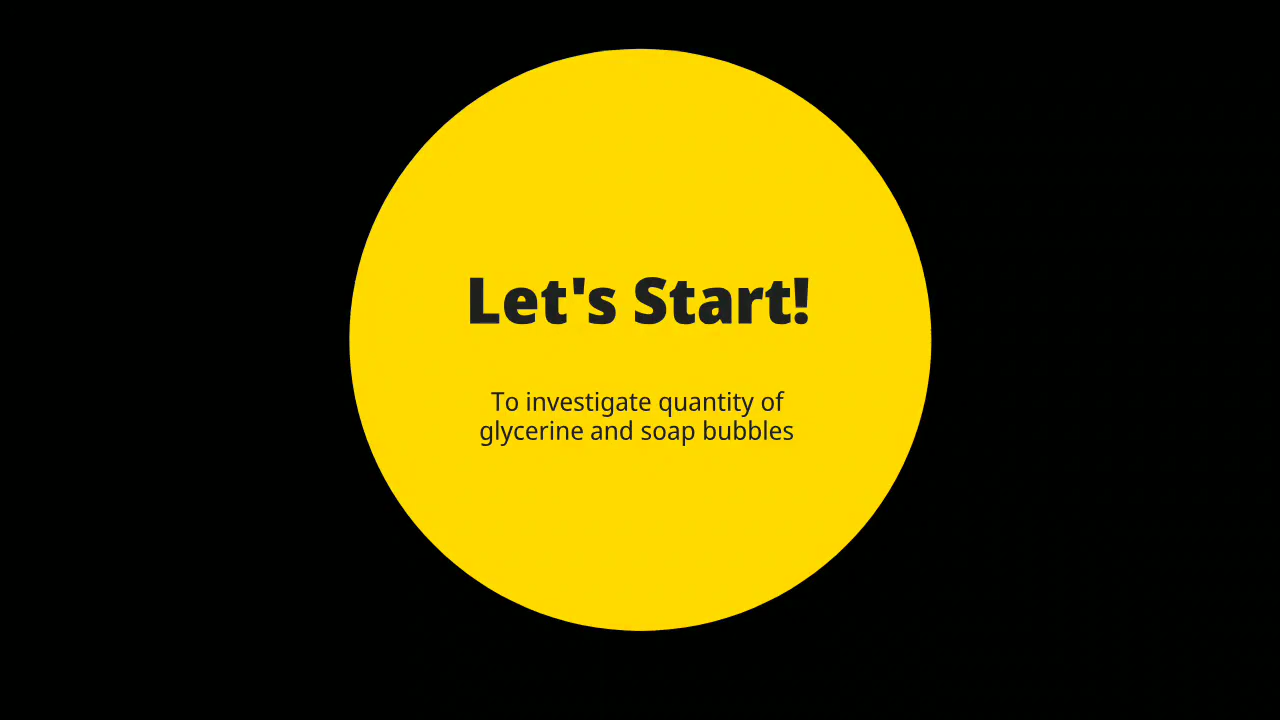 Let's Start!
To investigate quantity of
glycerine and soap bubbles